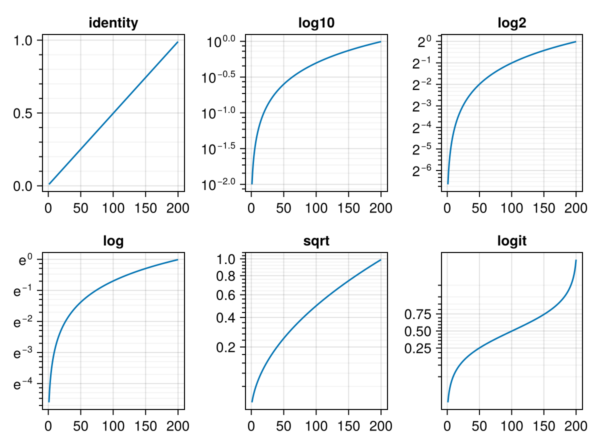 identity
1.0
0.5
0.0
0 50 100 150 200
log10
10^0.0
10^−0.5
10^−1.0
10^−1.5
10^−2.0
0 50 100 150 200
log2
2^0
2^−1
2^−2
2^−3
2^−4
2^−5
2^−6
0 50 100 150 200
log
e^0
e^−1
e^−2
e^−3
e^−4
0 50 100 150 200
sqrt
1.0
0.8
0.6
0.4
0.2
0 50 100 150 200
logit
0.75
0.50
0.25
0 50 100 150 200